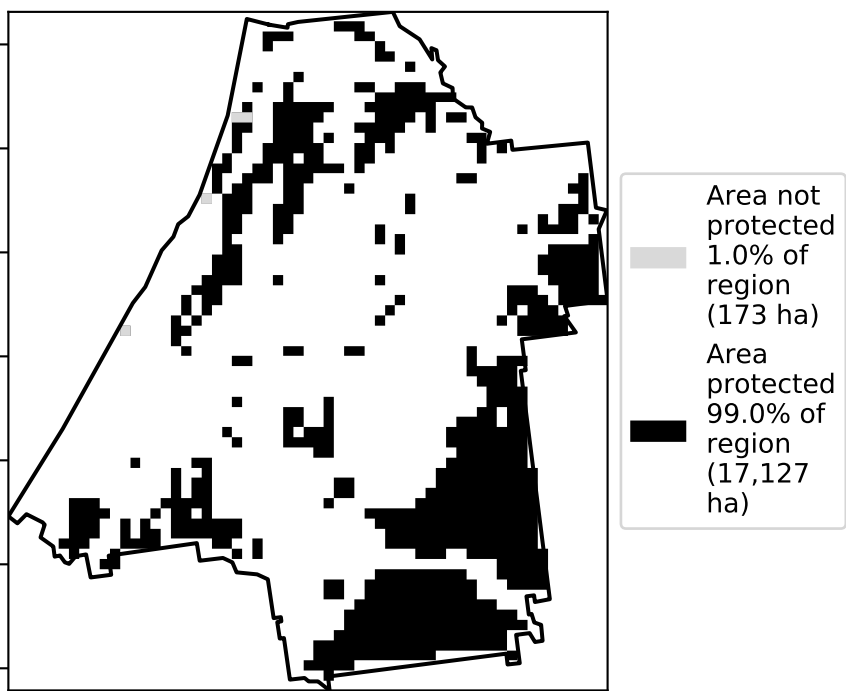 Area not
protected
1.0% of
region
(173 ha)
Area
protected
99.0% of
region
(17,127
ha)